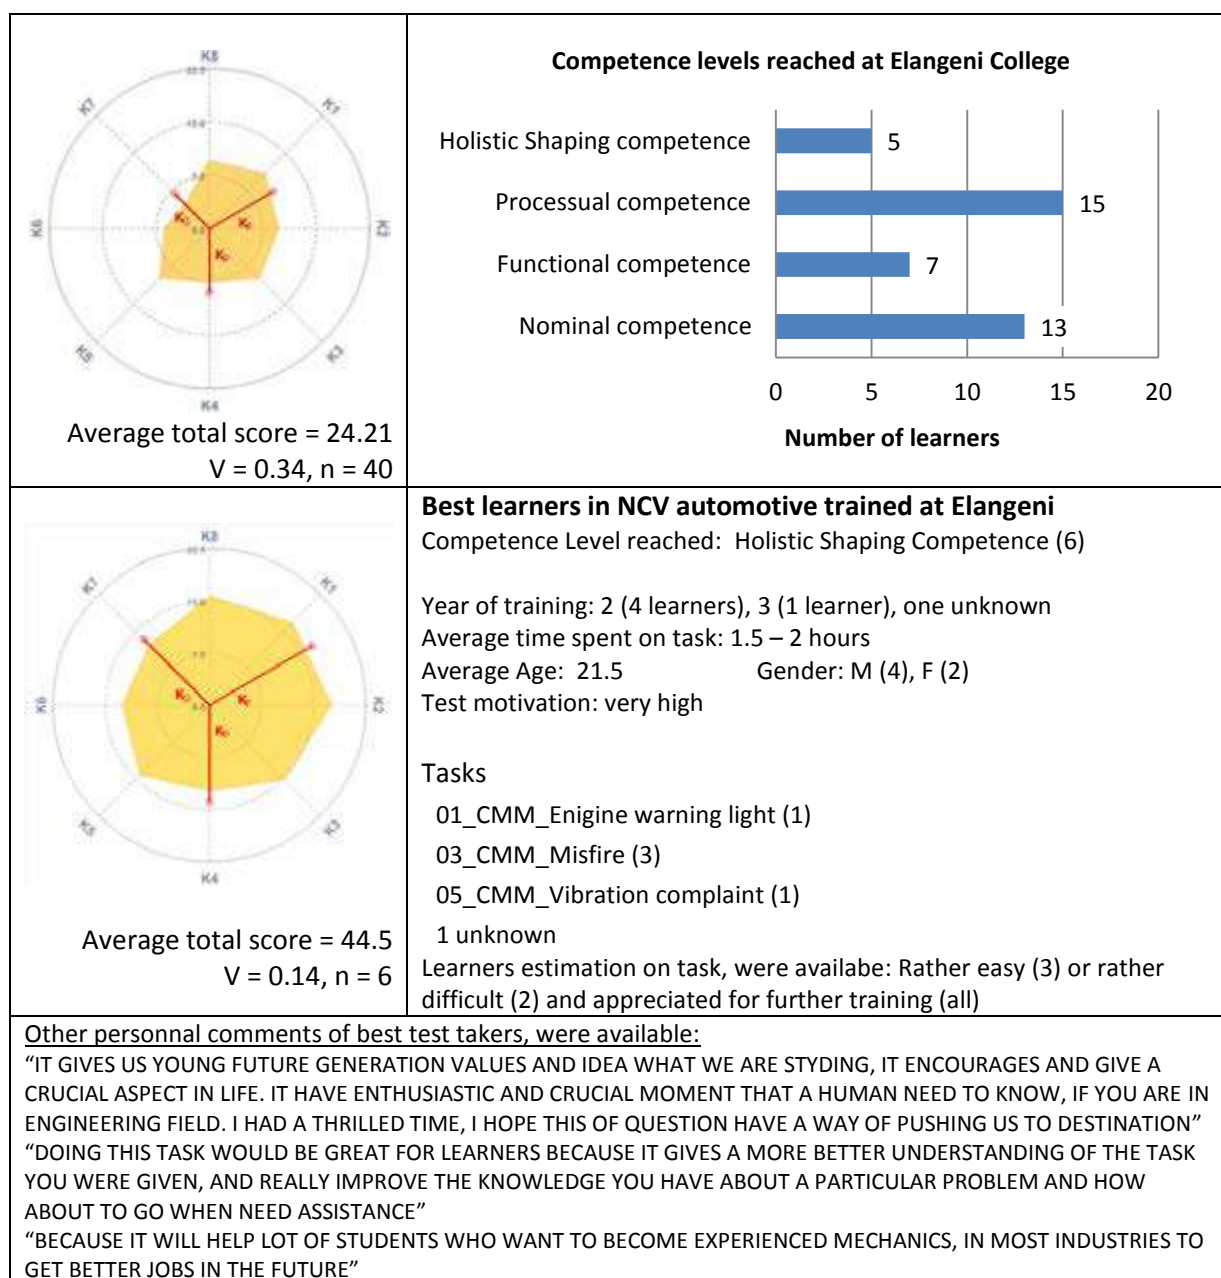 K8
K7
K1
K6
K2
K3
K4
Average total score = 24.21
V = 0.34, n = 40
Competence levels reached at Elangeni College
Holistic Shaping competence
5
Processual competence
15
Functional competence
7
Nominal competence
13
0 5 10 15 20
Number of learners
K8
K7
K1
K6
K2
K3
K4
Average total score = 44.5
V = 0.14, n = 6
Best learners in NCV automotive trained at Elangeni
Competence Level reached: Holistic Shaping Competence (6)
Year of training: 2 (4 learners), 3 (1 learner), one unknown
Average time spent on task: 1.5 – 2 hours
Average Age: 21.5 Gender: M (4), F (2)
Test motivation: very high
Tasks
01_CMM_Enigine warning light (1)
03_CMM_Misfire (3)
05_CMM_Vibration complaint (1)
1 unknown
Learners estimation on task, were availabe: Rather easy (3) or rather
difficult (2) and appreciated for further training (all)
Other personnal comments of best test takers, were available:
“IT GIVES US YOUNG FUTURE GENERATION VALUES AND IDEA WHAT WE ARE STYDING, IT ENCOURAGES AND GIVE A
CRUCIAL ASPECT IN LIFE. IT HAVE ENTHUSIASTIC AND CRUCIAL MOMENT THAT A HUMAN NEED TO KNOW, IF YOU ARE IN
ENGINEERING FIELD. I HAD A THRILLED TIME, I HOPE THIS OF QUESTION HAVE A WAY OF PUSHING US TO DESTINATION”
“DOING THIS TASK WOULD BE GREAT FOR LEARNERS BECAUSE IT GIVES A MORE BETTER UNDERSTANDING OF THE TASK
YOU WERE GIVEN, AND REALLY IMPROVE THE KNOWLEDGE YOU HAVE ABOUT A PARTICULAR PROBLEM AND HOW
ABOUT TO GO WHEN NEED ASSISTANCE”
“BECAUSE IT WILL HELP LOT OF STUDENTS WHO WANT TO BECOME EXPERIENCED MECHANICS, IN MOST INDUSTRIES TO
GET BETTER JOBS IN THE FUTURE”